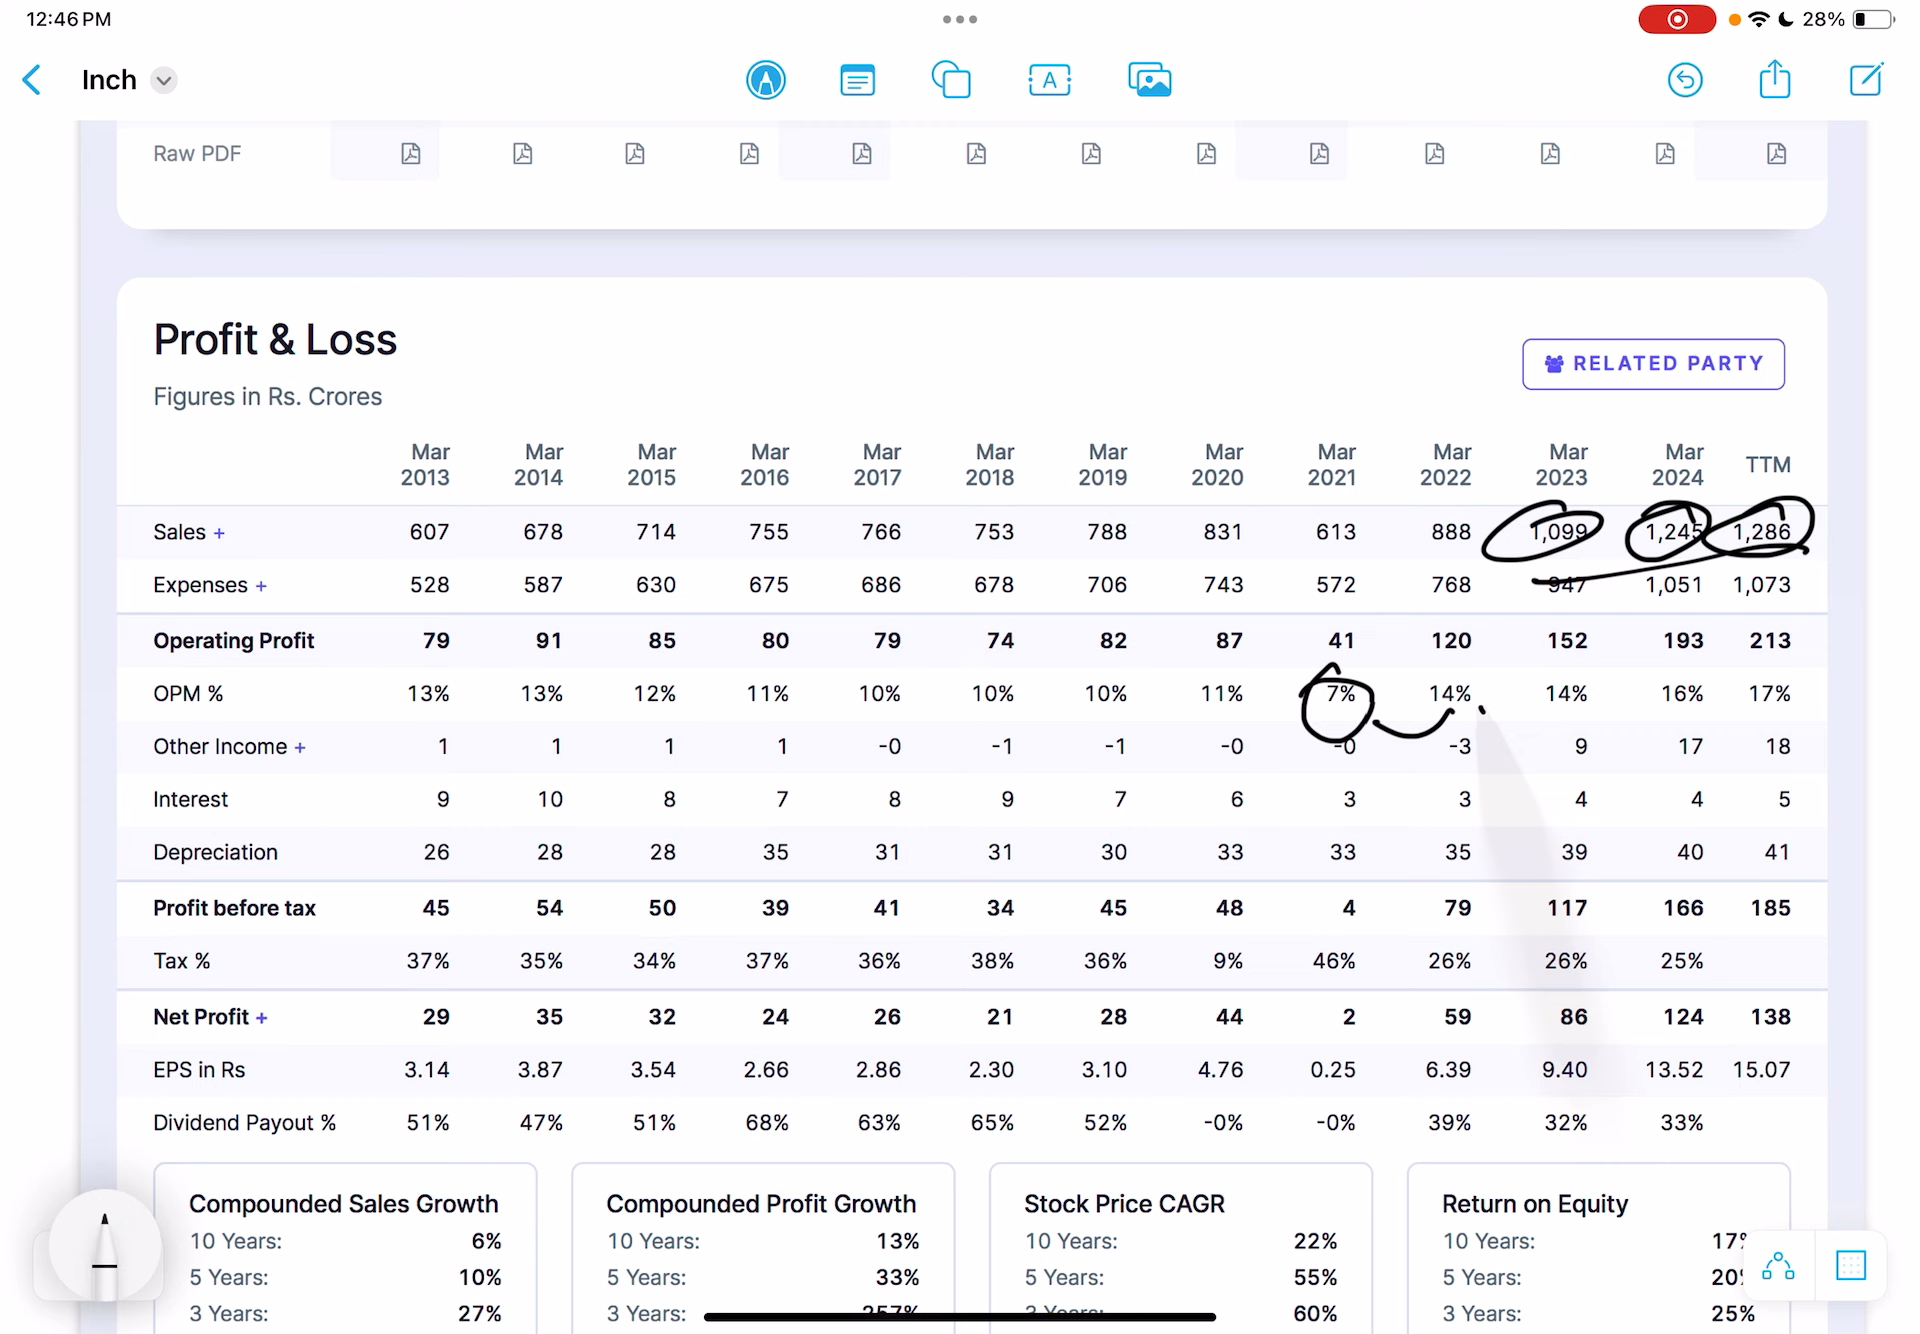 12:46 PM 28%
Inch
Raw PDF
Profit & Loss
RELATED PARTY
Figures in Rs. Crores
Mar 2013 Mar 2014 Mar 2015 Mar 2016 Mar 2017 Mar 2018 Mar 2019 Mar 2020 Mar 2021 Mar 2022 Mar 2023 Mar 2024 TTM
Sales + 607 678 714 755 766 753 788 831 613 888 1,099 1,245 1,286
Expenses + 528 587 630 675 686 678 706 743 572 768 947 1,051 1,073
Operating Profit 79 91 85 80 79 74 82 87 41 120 152 193 213
OPM % 13% 13% 12% 11% 10% 10% 10% 11% 7% 14% 14% 16% 17%
Other Income + 1 1 1 1 -0 -1 -1 -0 -0 -3 9 17 18
Interest 9 10 8 7 8 9 7 6 3 3 4 4 5
Depreciation 26 28 28 35 31 31 30 33 33 35 39 40 41
Profit before tax 45 54 50 39 41 34 45 48 4 79 117 166 185
Tax % 37% 35% 34% 37% 36% 38% 36% 9% 46% 26% 26% 25%
Net Profit + 29 35 32 24 26 21 28 44 2 59 86 124 138
EPS in Rs 3.14 3.87 3.54 2.66 2.86 2.30 3.10 4.76 0.25 6.39 9.40 13.52 15.07
Dividend Payout % 51% 47% 51% 68% 63% 65% 52% -0% -0% 39% 32% 33%
Compounded Sales Growth Compounded Profit Growth Stock Price CAGR Return on Equity
10 Years: 6% 10 Years: 13% 10 Years: 22% 10 Years: 17%
5 Years: 10% 5 Years: 33% 5 Years: 55% 5 Years: 20%
3 Years: 27% 3 Years: 257% 3 Years: 60% 3 Years: 25%